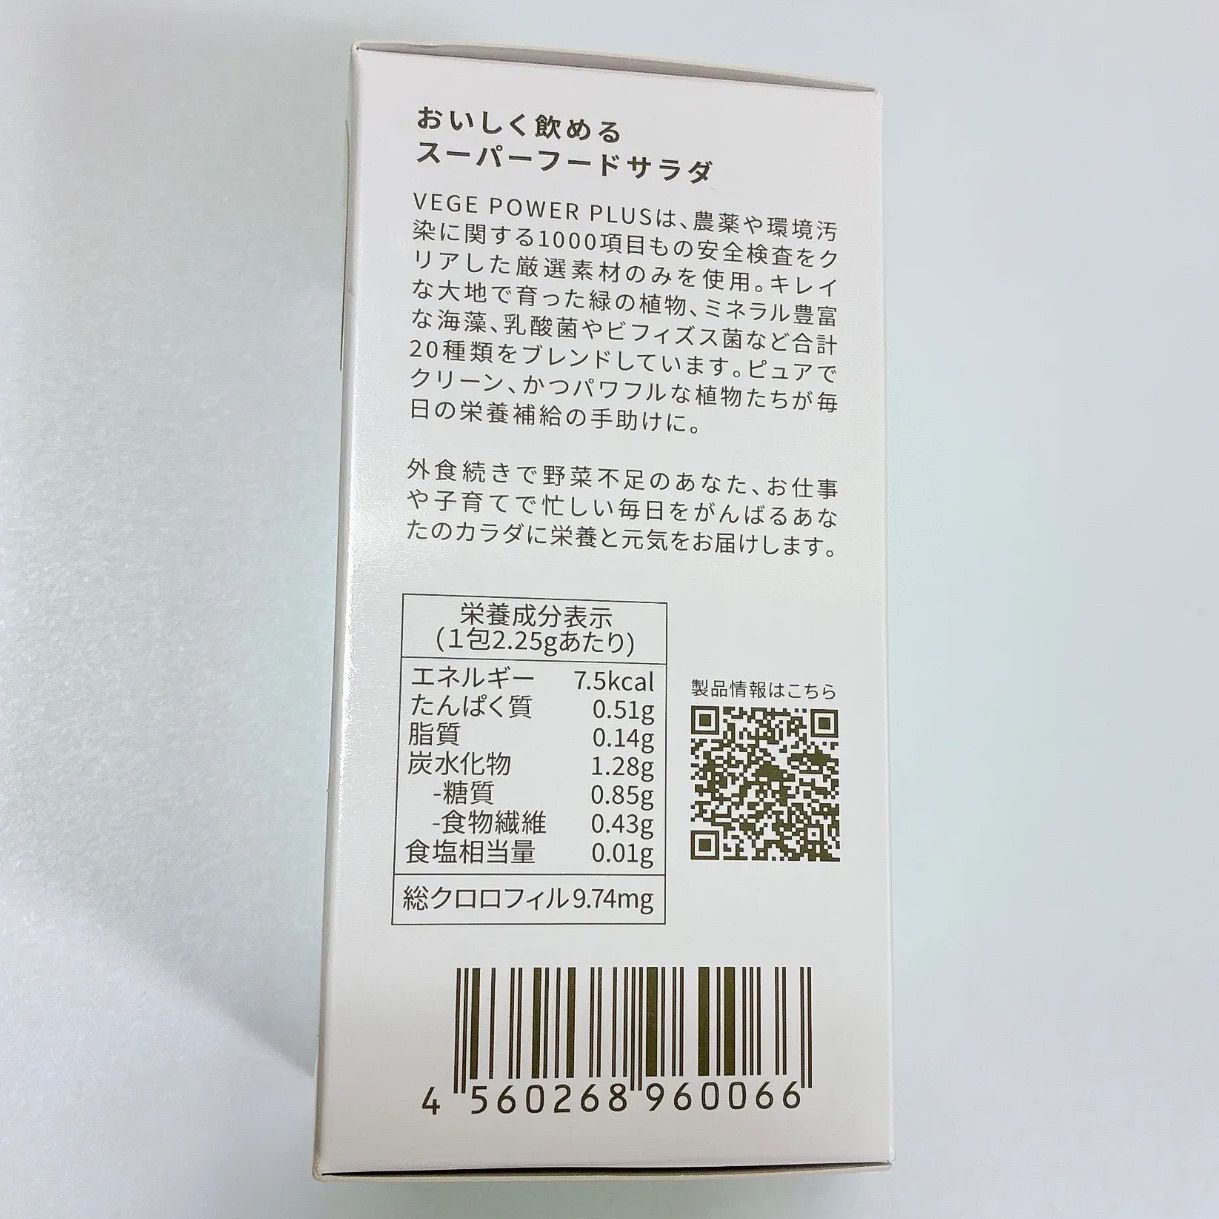 おいしく飲める
スーパーフードサラダ
VEGE POWER PLUSは、農薬や環境汚
染に関する1000項目もの安全検査をク
リアした厳選素材のみを使用。キレイ
な大地で育った緑の植物、ミネラル豊富
な海藻、乳酸菌やビフィズス菌など合計
20種類をブレンドしています。ピュアで
クリーン、かつパワフルな植物たちが毎
日の栄養補給の手助けに。
外食続きで野菜不足のあなた、お仕事
や子育てで忙しい毎日をがんばるあな
たのカラダに栄養と元気をお届けします。
栄養成分表示
(1包2.25gあたり)
エネルギー 7.5kcal
たんぱく質 0.51g
脂質 0.14g
炭水化物 1.28g
-糖質 0.85g
-食物繊維 0.43g
食塩相当量 0.01g
総クロロフィル 9.74mg
製品情報はこちら
4 560268 960066